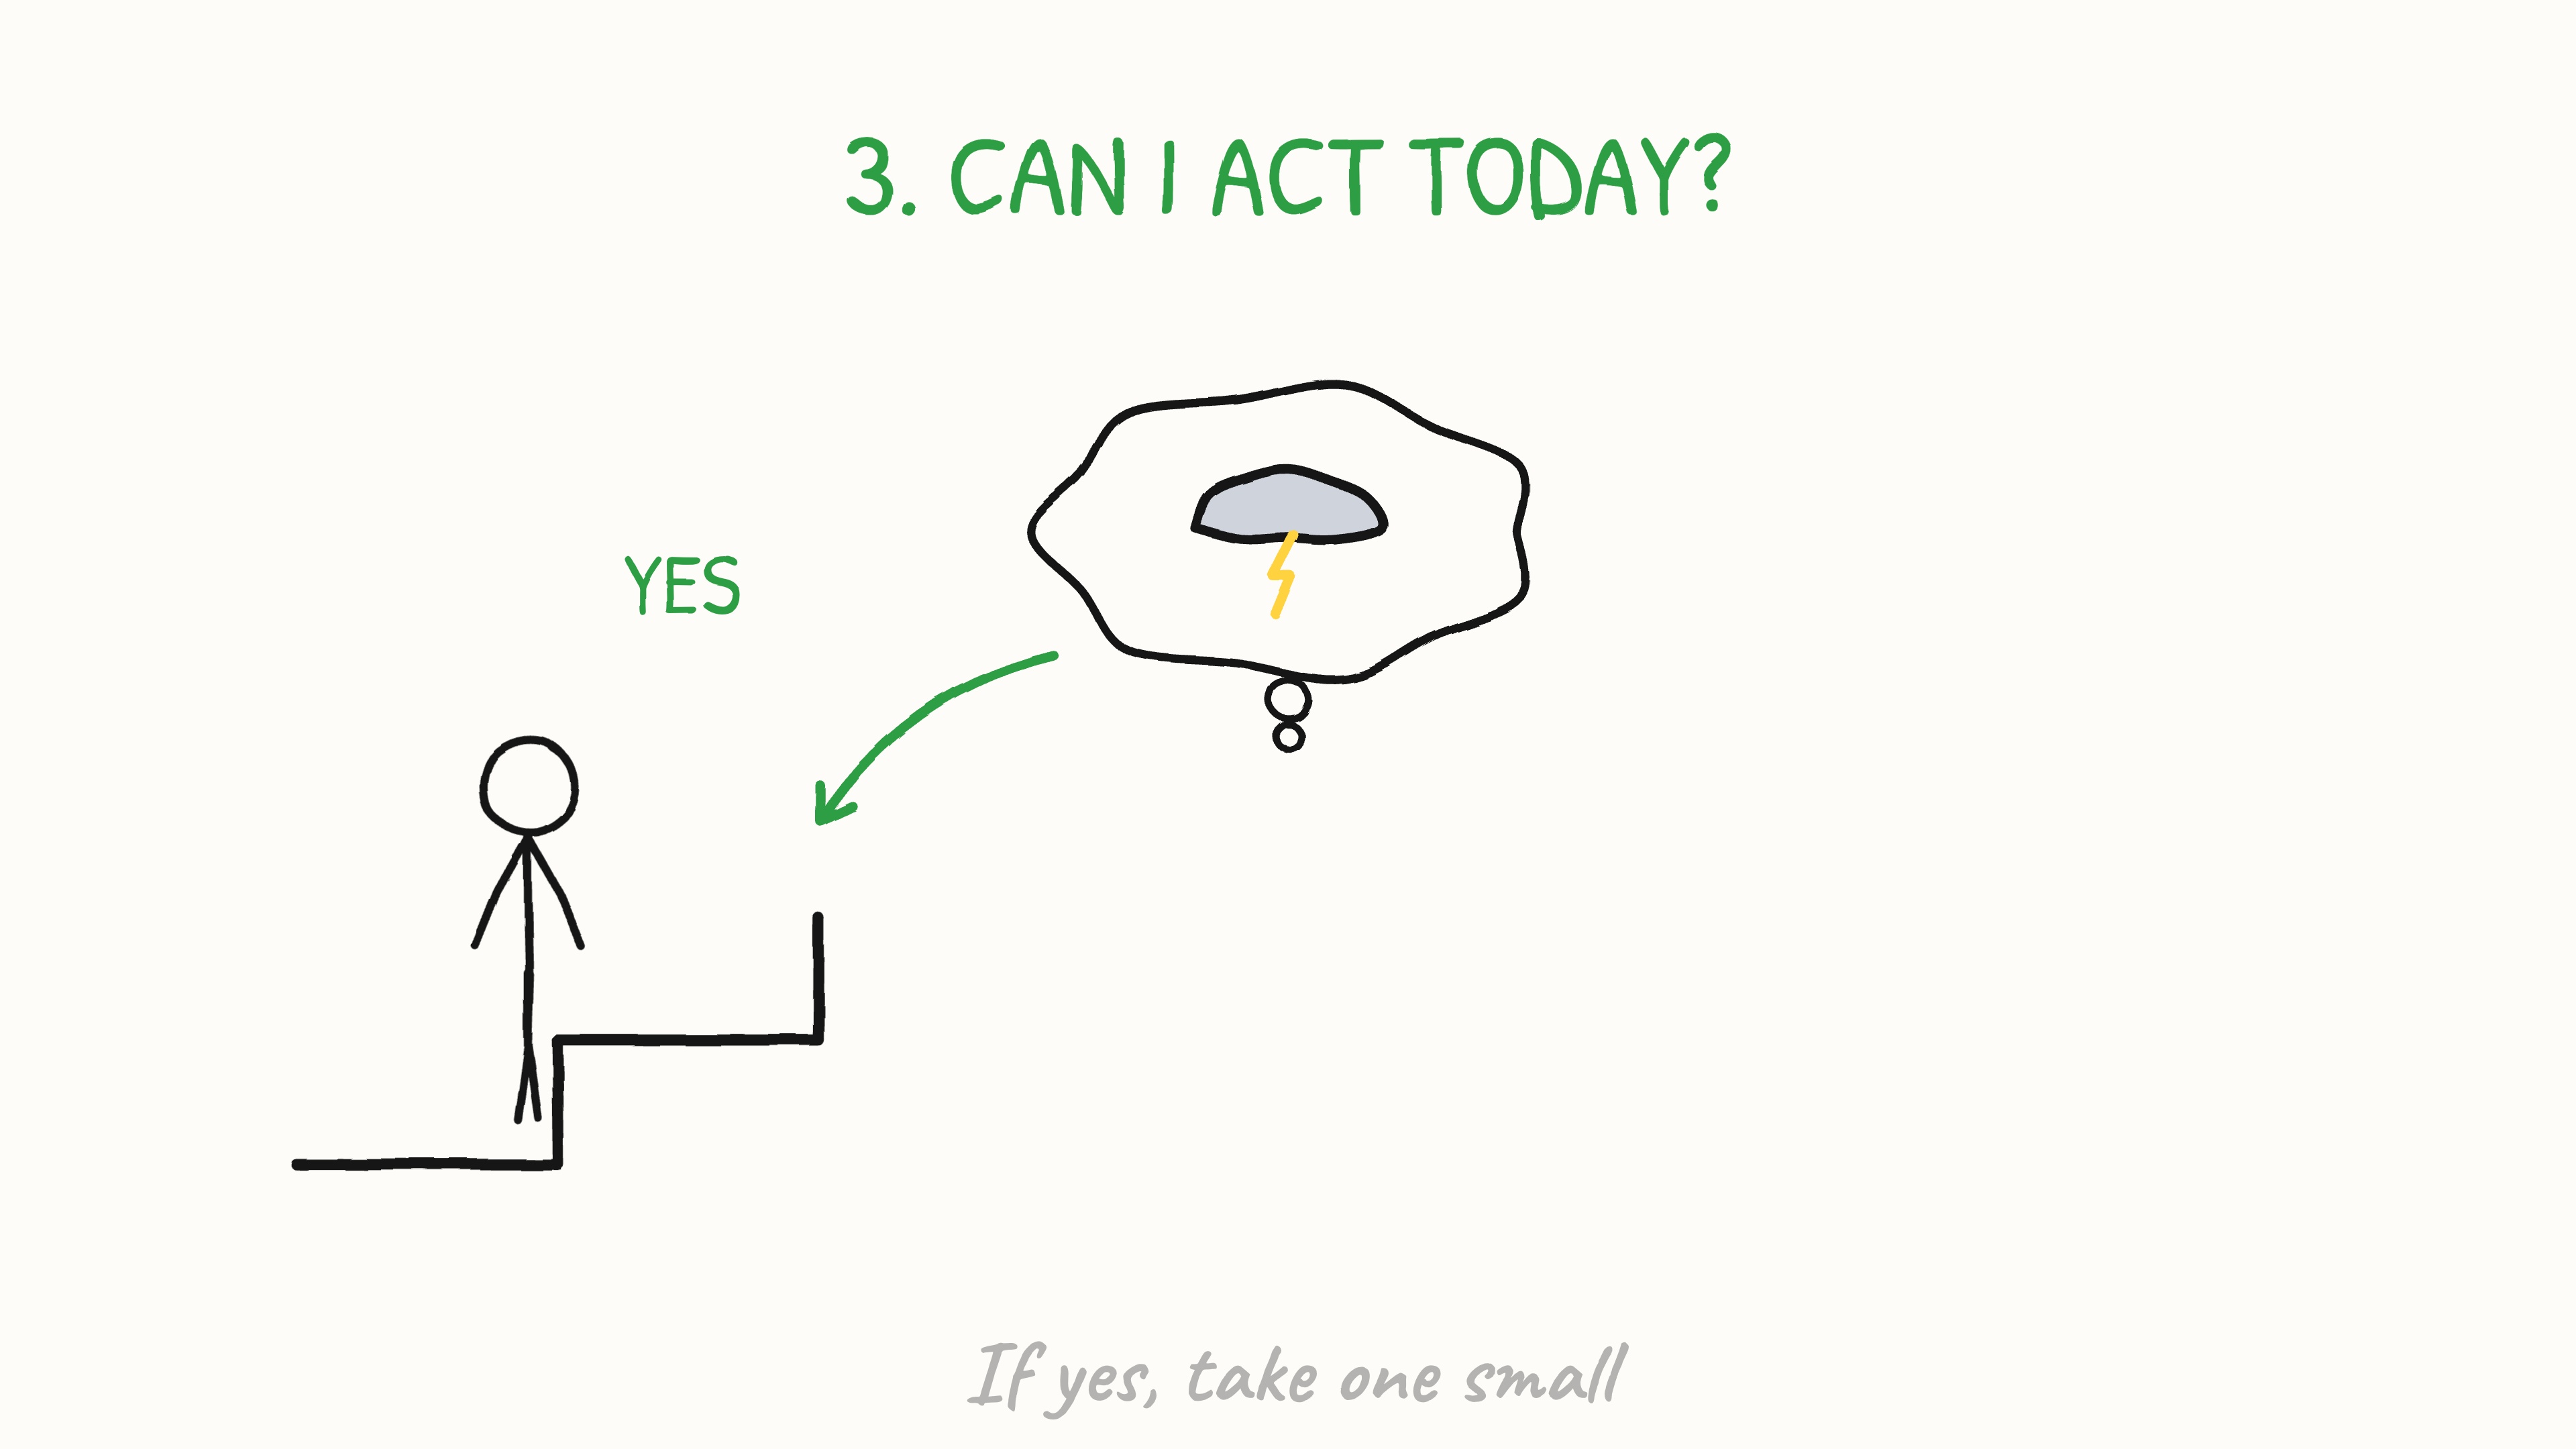 3. CAN I ACT TODAY?
YES
If yes, take one small